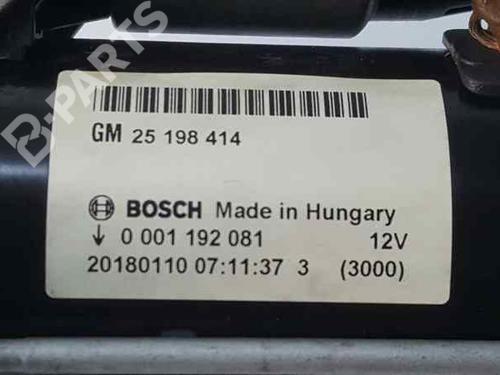 B-PARTS
GM 25 198 414
BOSCH Made in Hungary
↓ 0 001 192 081 12V
20180110 07:11:37 3 (3000)